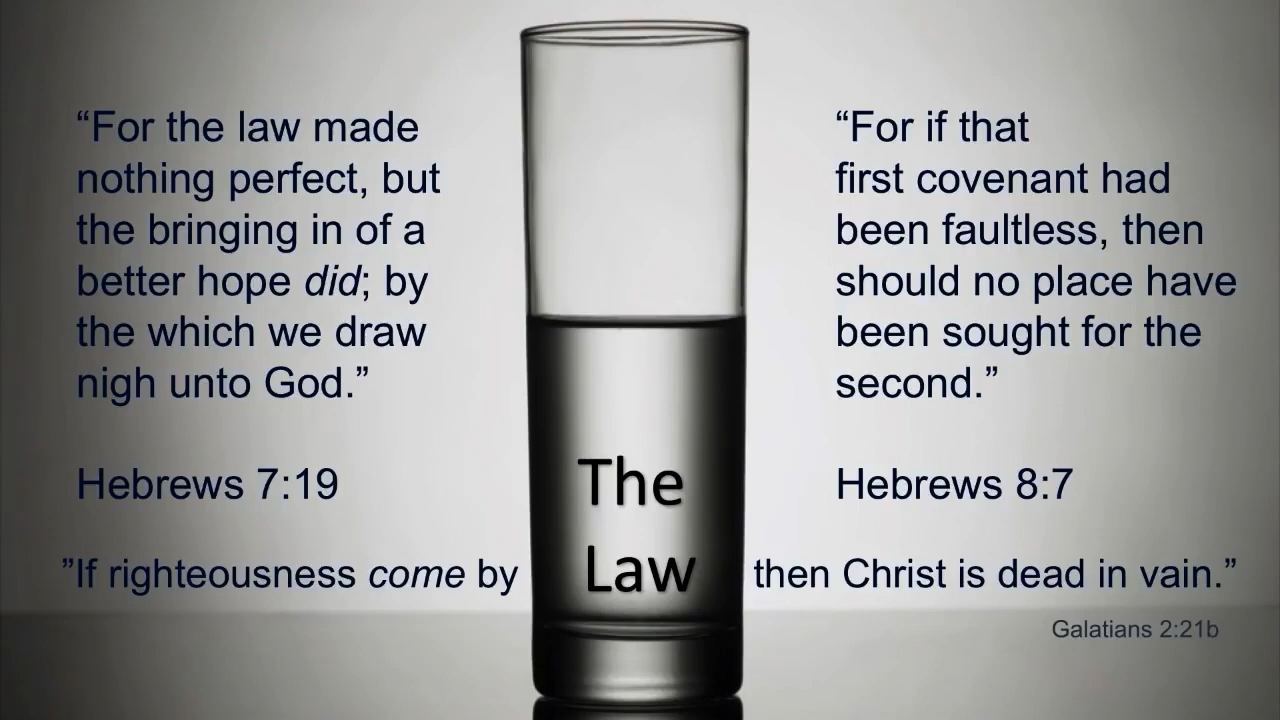 “For the law made
nothing perfect, but
the bringing in of a
better hope did; by
the which we draw
nigh unto God.”
Hebrews 7:19
“For if that
first covenant had
been faultless, then
should no place have
been sought for the
second.”
Hebrews 8:7
”If righteousness come by The Law then Christ is dead in vain.”
Galatians 2:21b